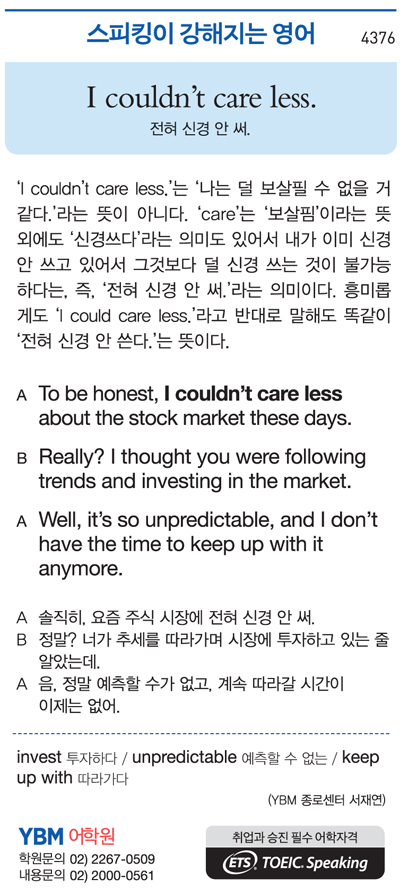 스피킹이 강해지는 영어 4376
I couldn't care less.
전혀 신경 안 써.
'I couldn't care less.'는 '나는 덜 보살필 수 없을 거
같다.'라는 뜻이 아니다. 'care'는 '보살핌'이라는 뜻
외에도 '신경쓰다'라는 의미도 있어서 내가 이미 신경
안 쓰고 있어서 그것보다 덜 신경 쓰는 것이 불가능
하다는, 즉, '전혀 신경 안 써.'라는 의미이다. 흥미롭
게도 'I could care less.'라고 반대로 말해도 똑같이
'전혀 신경 안 쓴다.'는 뜻이다.
A To be honest, I couldn't care less
about the stock market these days.
B Really? I thought you were following
trends and investing in the market.
A Well, it's so unpredictable, and I don't
have the time to keep up with it
anymore.
A 솔직히, 요즘 주식 시장에 전혀 신경 안 써.
B 정말? 너가 추세를 따라가며 시장에 투자하고 있는 줄
알았는데.
A 음, 정말 예측할 수가 없고, 계속 따라갈 시간이
이제는 없어.
invest 투자하다 / unpredictable 예측할 수 없는 / keep
up with 따라가다
(YBM 종로센터 서재연)
YBM 어학원
학원문의 02) 2267-0509
내용문의 02) 2000-0561
취업과 승진 필수 어학자격
ETS TOEIC Speaking